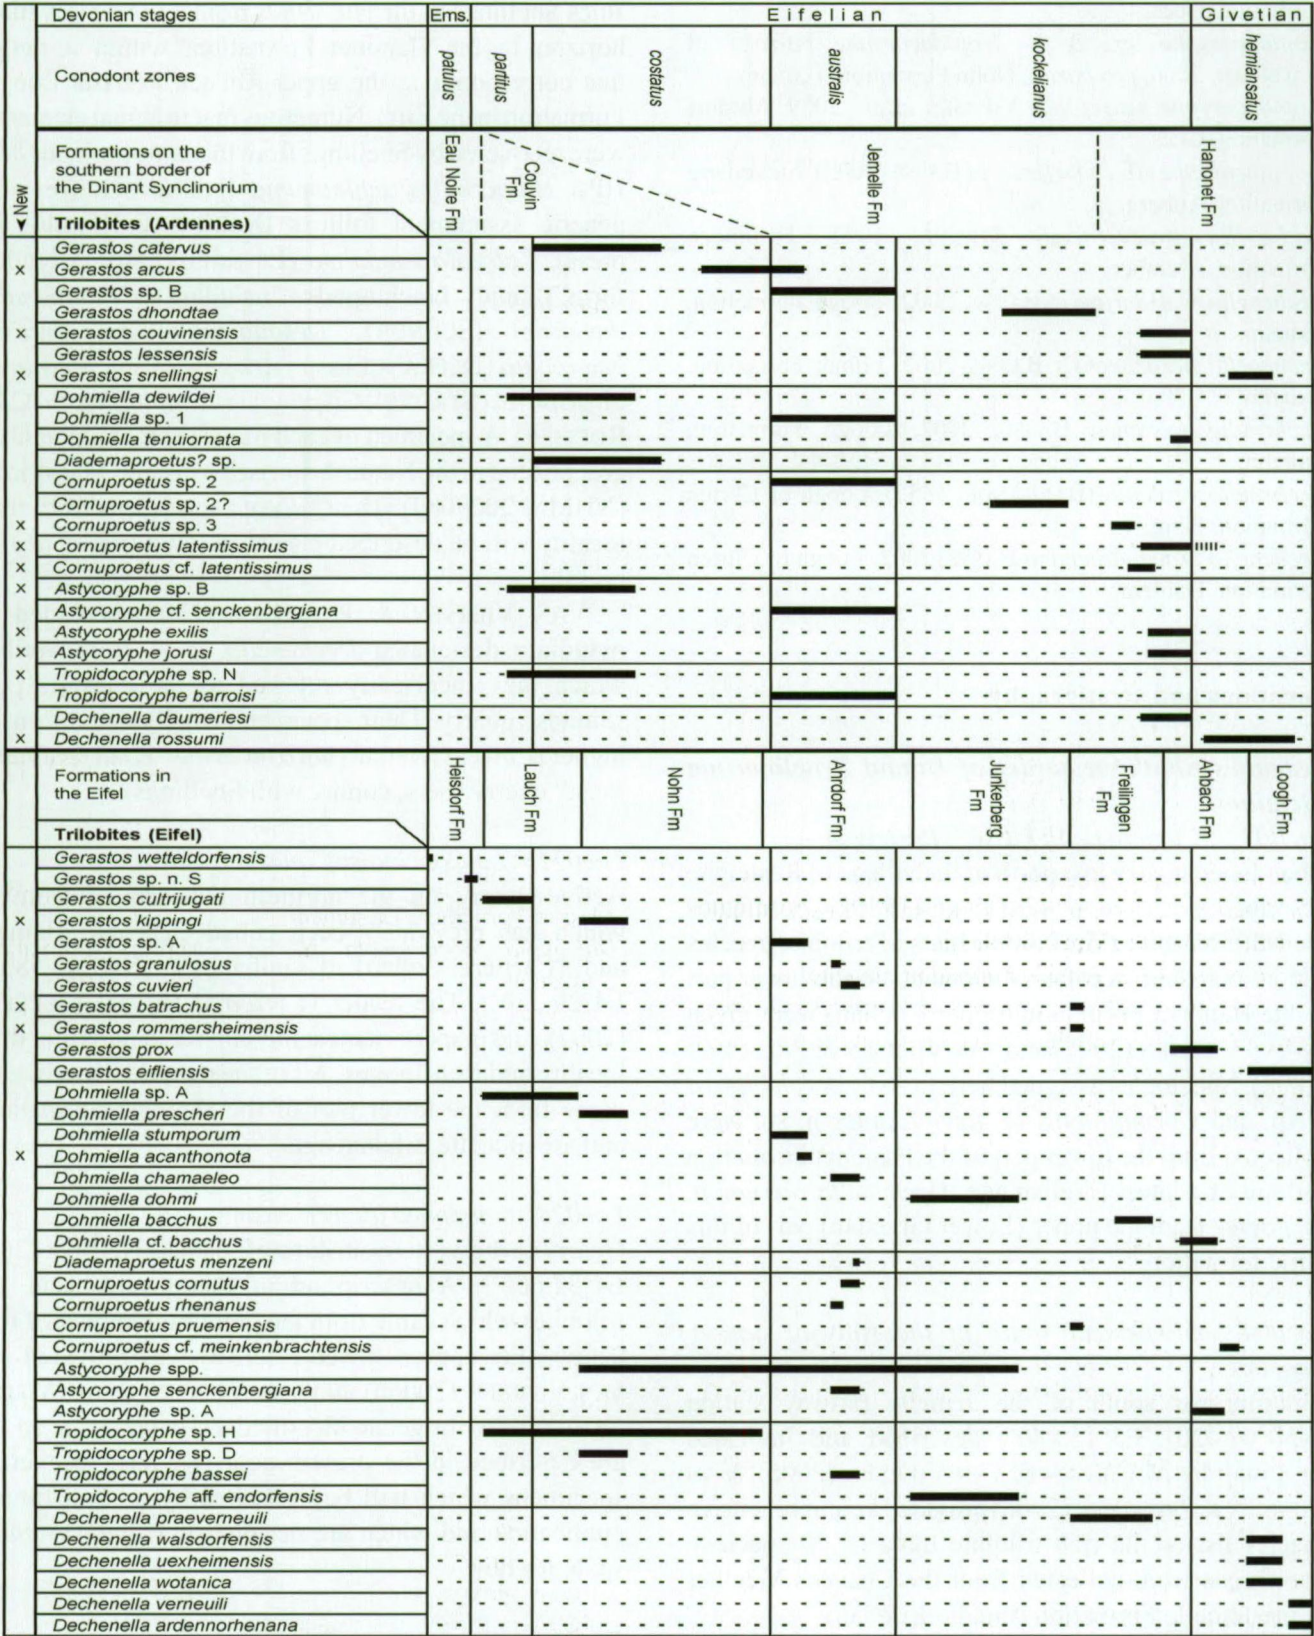 Devonian stages
Ems.
Eifelian
Givetian
Conodont zones
patulus
partitus
costatus
australis
kockelianus
hemiansatus
Formations at the
southern border of
the Dinant Synclinorium
Eau Noire Fm
Couvin
Fm
Jemelle Fm
Hanonet Fm
New
Trilobites (Ardennes)
Gerastos catervus
x Gerastos arcus
Gerastos sp. B
Gerastos dhondtae
x Gerastos couvinensis
Gerastos lessensis
x Gerastos snellingsi
Dohmiella dewildei
Dohmiella sp. 1
Dohmiella tenuiornata
Diademaproetus? sp.
Cornuproetus sp. 2
Cornuproetus sp. 2?
x Cornuproetus sp. 3
x Cornuproetus latentissimus
x Cornuproetus cf. latentissimus
x Astycoryphe sp. B
Astycoryphe cf. senckenbergiana
x Astycoryphe exilis
x Astycoryphe jorusi
x Tropidocoryphe sp. N
Tropidocoryphe barroisi
Dechenella daumeriesi
x Dechenella rossumi
Formations in
the Eifel
Heisdorf Fm
Lauch Fm
Nohn Fm
Ahrdorf Fm
Junkerberg
Fm
Freilingen
Fm
Ahbach Fm
Loogh Fm
Trilobites (Eifel)
Gerastos wetteldorfensis
Gerastos sp. n. S
Gerastos cultrijugati
x Gerastos kippingi
Gerastos sp. A
Gerastos granulosus
Gerastos cuvieri
x Gerastos batrachus
x Gerastos rommersheimensis
Gerastos prox
Gerastos eifliensis
Dohmiella sp. A
Dohmiella prescheri
Dohmiella stumporum
x Dohmiella acanthonota
Dohmiella chamaeleo
Dohmiella dohmi
Dohmiella bacchus
Dohmiella cf. bacchus
Diademaproetus menzeni
Cornuproetus cornutus
Cornuproetus rhenanus
Cornuproetus pruemensis
Cornuproetus cf. meinkenbrachtensis
Astycoryphe spp.
Astycoryphe senckenbergiana
Astycoryphe sp. A
Tropidocoryphe sp. H
Tropidocoryphe sp. D
Tropidocoryphe bassei
Tropidocoryphe aff. endorfensis
Dechenella praeverneuili
Dechenella walsdorfensis
Dechenella uexheimensis
Dechenella wotanica
Dechenella verneuili
Dechenella ardennorhenana